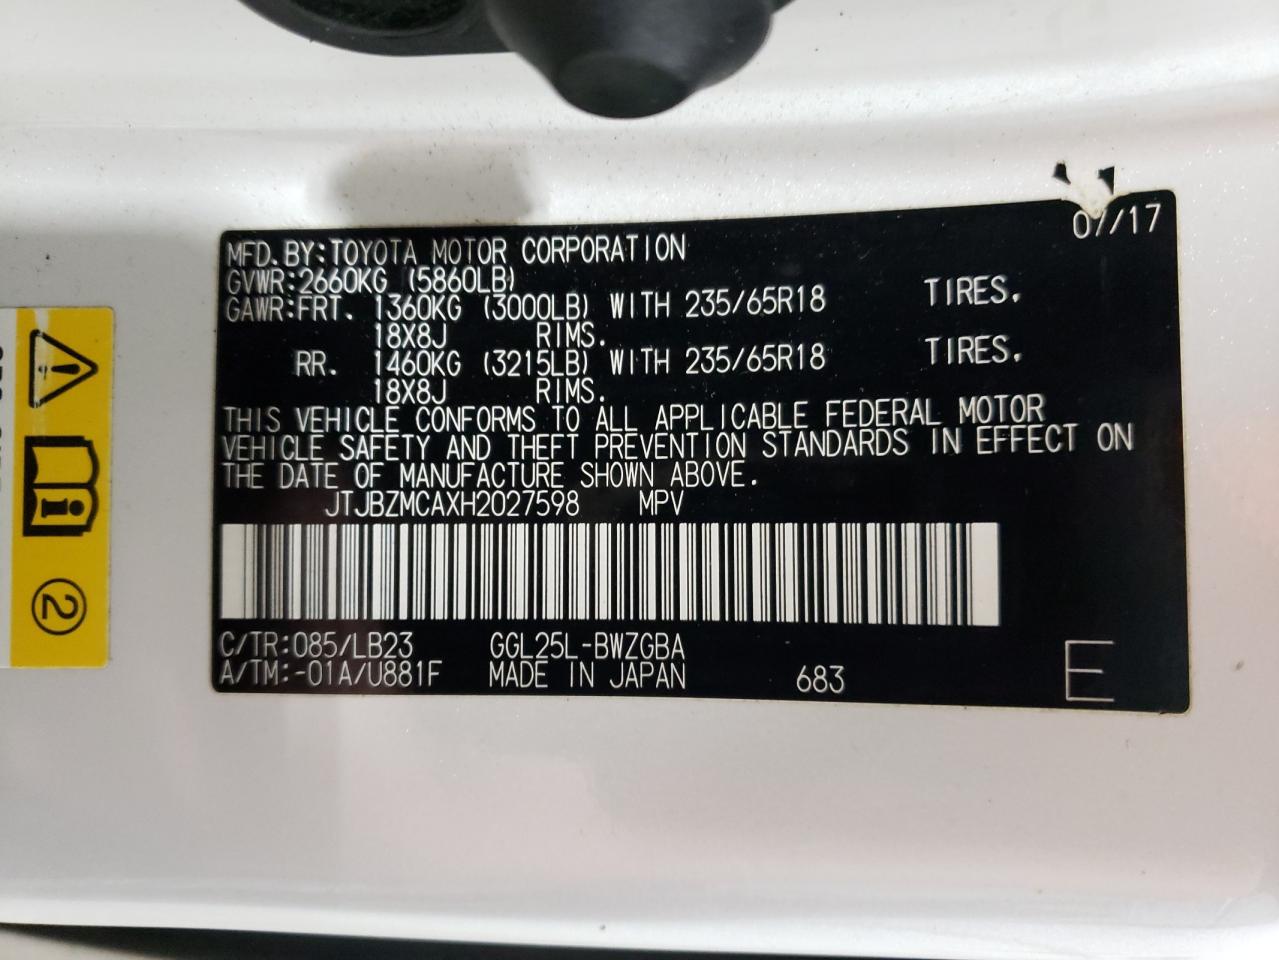 07/17
MFD.BY:TOYOTA MOTOR CORPORATION
GVWR:2660KG (5860LB)
GAWR:FRT. 1360KG (3000LB) WITH 235/65R18 TIRES.
18X8J RIMS.
RR. 1460KG (3215LB) WITH 235/65R18 TIRES.
18X8J RIMS.
THIS VEHICLE CONFORMS TO ALL APPLICABLE FEDERAL MOTOR
VEHICLE SAFETY AND THEFT PREVENTION STANDARDS IN EFFECT ON
THE DATE OF MANUFACTURE SHOWN ABOVE.
JTJBZMCAXH2027598 MPV
C/TR:085/LB23 GGL25L-BWZGBA
A/TM:-01A/U881F MADE IN JAPAN 683 E
2